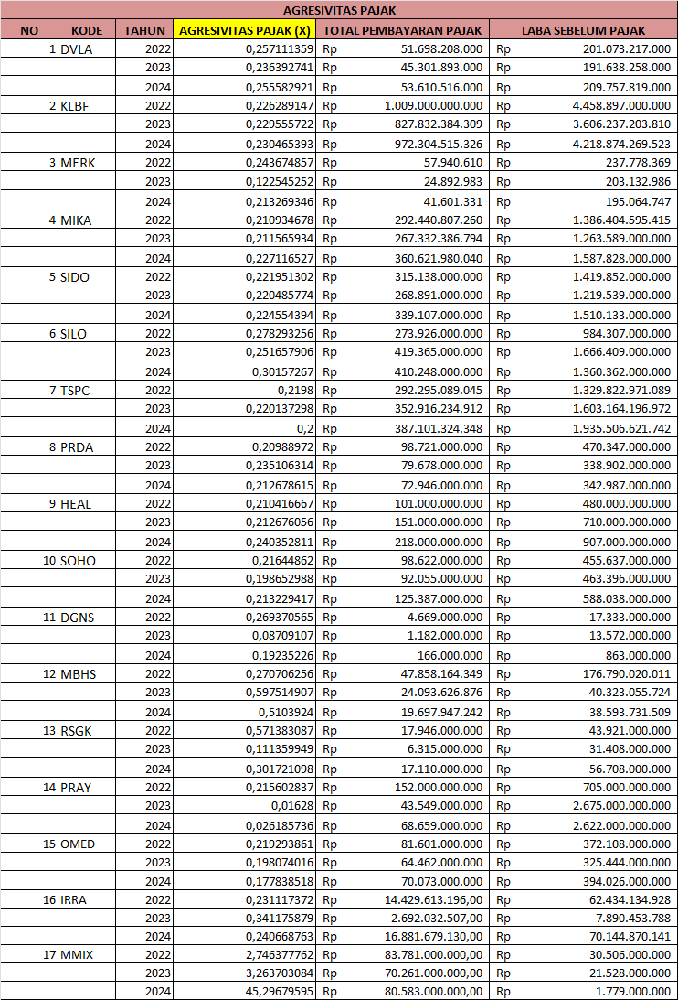 AGRESIVITAS PAJAK
NO KODE TAHUN AGRESIVITAS PAJAK (X) TOTAL PEMBAYARAN PAJAK LABA SEBELUM PAJAK
1 DVLA 2022 0,257111359 Rp 51.698.208.000 Rp 201.073.217.000
2023 0,236392741 Rp 45.301.893.000 Rp 191.638.258.000
2024 0,255582921 Rp 53.610.516.000 Rp 209.757.819.000
2 KLBF 2022 0,226289147 Rp 1.009.000.000.000 Rp 4.458.897.000.000
2023 0,229555722 Rp 827.832.384.309 Rp 3.606.237.203.810
2024 0,230465393 Rp 972.304.515.326 Rp 4.218.874.269.523
3 MERK 2022 0,243674857 Rp 57.940.610 Rp 237.778.369
2023 0,122545252 Rp 24.892.983 Rp 203.132.986
2024 0,213269346 Rp 41.601.331 Rp 195.064.747
4 MIKA 2022 0,210934678 Rp 292.440.807.260 Rp 1.386.404.595.415
2023 0,211565934 Rp 267.332.386.794 Rp 1.263.589.000.000
2024 0,227116527 Rp 360.621.980.040 Rp 1.587.828.000.000
5 SIDO 2022 0,221951302 Rp 315.138.000.000 Rp 1.419.852.000.000
2023 0,220485774 Rp 268.891.000.000 Rp 1.219.539.000.000
2024 0,224554394 Rp 339.107.000.000 Rp 1.510.133.000.000
6 SILO 2022 0,278293256 Rp 273.926.000.000 Rp 984.307.000.000
2023 0,251657906 Rp 419.365.000.000 Rp 1.666.409.000.000
2024 0,30157267 Rp 410.248.000.000 Rp 1.360.362.000.000
7 TSPC 2022 0,2198 Rp 292.295.089.045 Rp 1.329.822.971.089
2023 0,220137298 Rp 352.916.234.912 Rp 1.603.164.196.972
2024 0,2 Rp 387.101.324.348 Rp 1.935.506.621.742
8 PRDA 2022 0,20988972 Rp 98.721.000.000 Rp 470.347.000.000
2023 0,235106314 Rp 79.678.000.000 Rp 338.902.000.000
2024 0,212678615 Rp 72.946.000.000 Rp 342.987.000.000
9 HEAL 2022 0,210416667 Rp 101.000.000.000 Rp 480.000.000.000
2023 0,212676056 Rp 151.000.000.000 Rp 710.000.000.000
2024 0,240352811 Rp 218.000.000.000 Rp 907.000.000.000
10 SOHO 2022 0,21644862 Rp 98.622.000.000 Rp 455.637.000.000
2023 0,198652988 Rp 92.055.000.000 Rp 463.396.000.000
2024 0,213229417 Rp 125.387.000.000 Rp 588.038.000.000
11 DGNS 2022 0,269370565 Rp 4.669.000.000 Rp 17.333.000.000
2023 0,08709107 Rp 1.182.000.000 Rp 13.572.000.000
2024 0,19235226 Rp 166.000.000 Rp 863.000.000
12 MBHS 2022 0,270706256 Rp 47.858.164.349 Rp 176.790.020.011
2023 0,597514907 Rp 24.093.626.876 Rp 40.323.055.724
2024 0,5103924 Rp 19.697.947.242 Rp 38.593.731.509
13 RSGK 2022 0,571383087 Rp 17.946.000.000 Rp 43.921.000.000
2023 0,111359949 Rp 6.315.000.000 Rp 31.408.000.000
2024 0,301721098 Rp 17.110.000.000 Rp 56.708.000.000
14 PRAY 2022 0,215602837 Rp 152.000.000.000 Rp 705.000.000.000
2023 0,01628 Rp 43.549.000.000 Rp 2.675.000.000.000
2024 0,026185736 Rp 68.659.000.000 Rp 2.622.000.000.000
15 OMED 2022 0,219293861 Rp 81.601.000.000 Rp 372.108.000.000
2023 0,198074016 Rp 64.462.000.000 Rp 325.444.000.000
2024 0,177838518 Rp 70.073.000.000 Rp 394.026.000.000
16 IRRA 2022 0,231117372 Rp 14.429.613.196,00 Rp 62.434.134.928
2023 0,341175879 Rp 2.692.032.507,00 Rp 7.890.453.788
2024 0,240668763 Rp 16.881.679.130,00 Rp 70.144.870.141
17 MMIX 2022 2,746377762 Rp 83.781.000.000,00 Rp 30.506.000.000
2023 3,263703084 Rp 70.261.000.000,00 Rp 21.528.000.000
2024 45,29679595 Rp 80.583.000.000,00 Rp 1.779.000.000